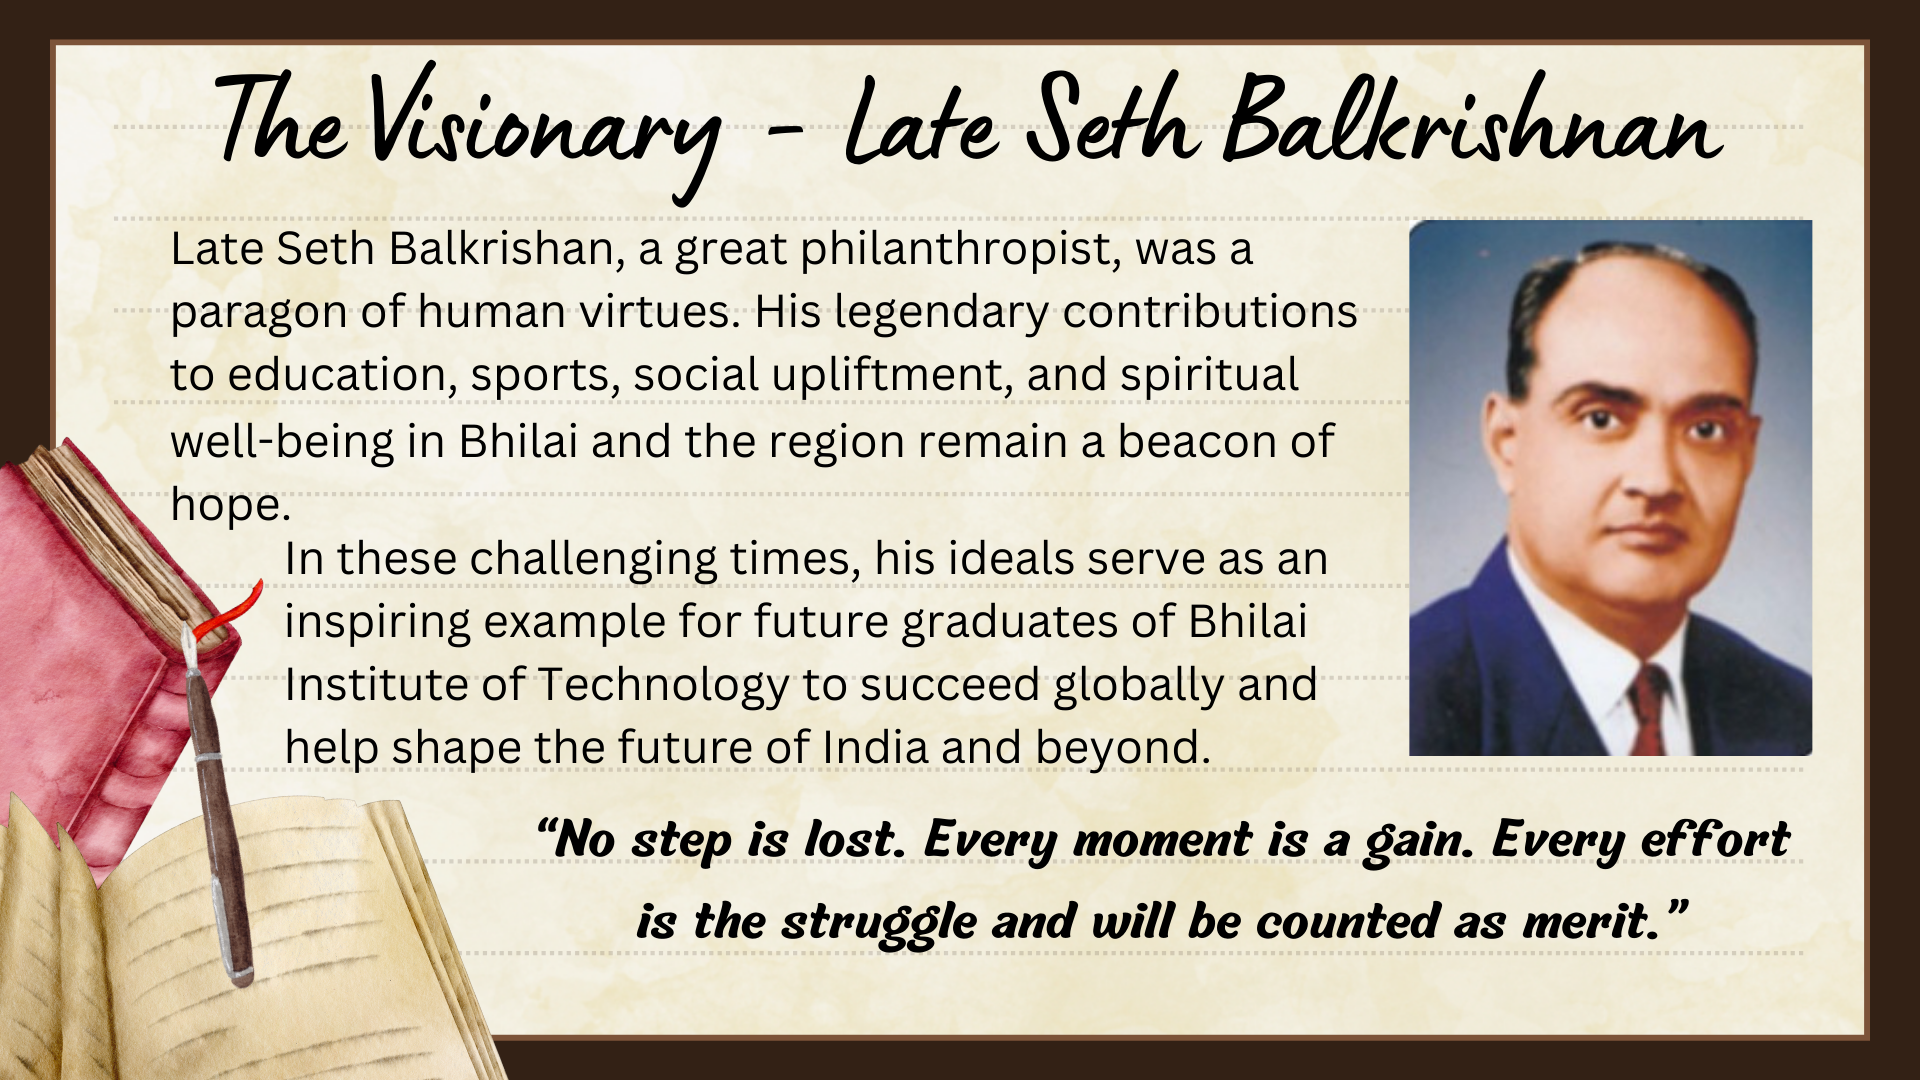 The Visionary - Late Seth Balkrishnan
Late Seth Balkrishan, a great philanthropist, was a
paragon of human virtues. His legendary contributions
to education, sports, social upliftment, and spiritual
well-being in Bhilai and the region remain a beacon of
hope.
In these challenging times, his ideals serve as an
inspiring example for future graduates of Bhilai
Institute of Technology to succeed globally and
help shape the future of India and beyond.
“No step is lost. Every moment is a gain. Every effort
is the struggle and will be counted as merit.”